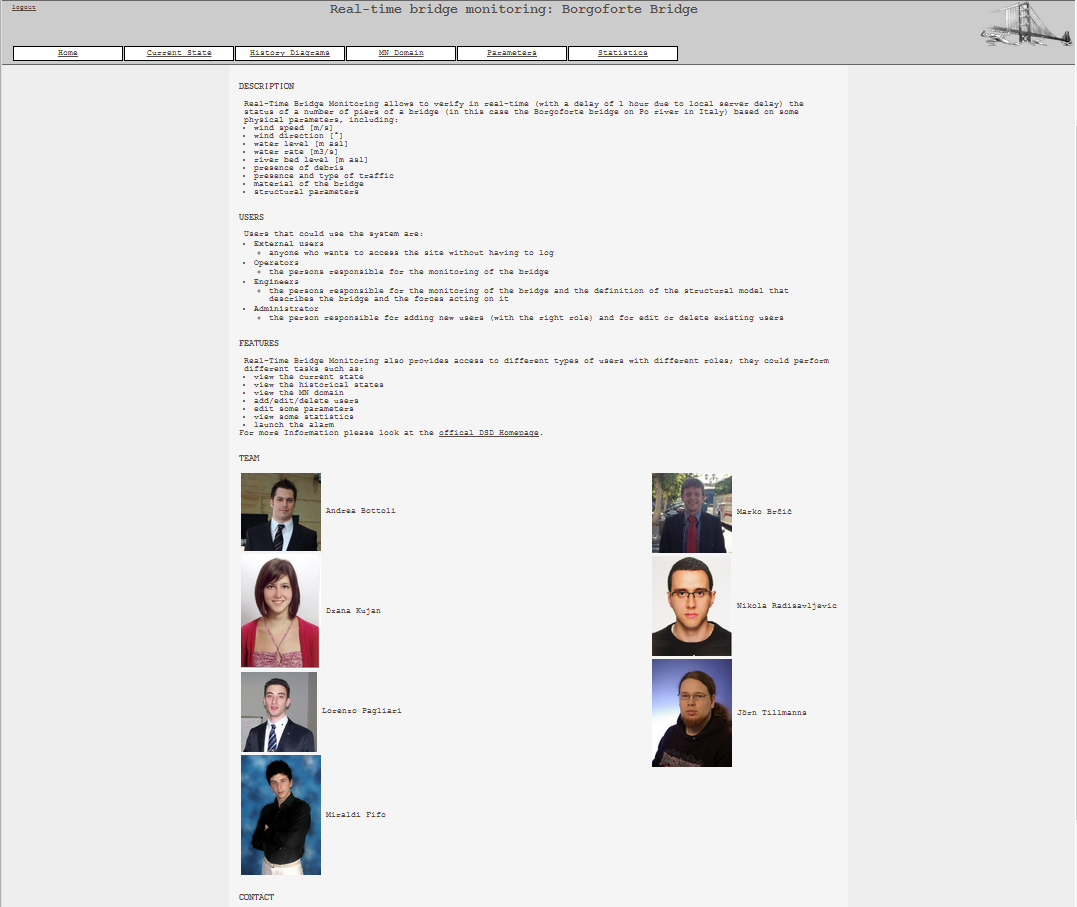 logout
Real-time bridge monitoring: Borgoforte Bridge
Home
Current State
History Diagrams
MN Domain
Parameters
Statistics
DESCRIPTION
Real-Time Bridge Monitoring allows to verify in real-time (with a delay of 1 hour due to local server delay) the
status of a number of piers of a bridge (in this case the Borgoforte bridge on Po river in Italy) based on some
physical parameters, including:
• wind speed [m/s]
• wind direction [°]
• water level [m asl]
• water rate [m3/s]
• river bed level [m asl]
• presence of debris
• presence and type of traffic
• material of the bridge
• structural parameters
USERS
Users that could use the system are:
• External users
◦ anyone who wants to access the site without having to log
• Operators
◦ the persons responsible for the monitoring of the bridge
• Engineers
◦ the persons responsible for the monitoring of the bridge and the definition of the structural model that
describes the bridge and the forces acting on it
• Administrator
◦ the person responsible for adding new users (with the right role) and for edit or delete existing users
FEATURES
Real-Time Bridge Monitoring also provides access to different types of users with different roles; they could perform
different tasks such as:
• view the current state
• view the historical states
• view the MN domain
• add/edit/delete users
• edit some parameters
• view some statistics
• launch the alarm
For more Information please look at the offical DSD Homepage.
TEAM
Andrea Bottoli
Marko Brčić
Dzana Kujan
Nikola Radisavljevic
Lorenzo Pagliari
Jörn Tillmanns
Miraldi Fifo
CONTACT